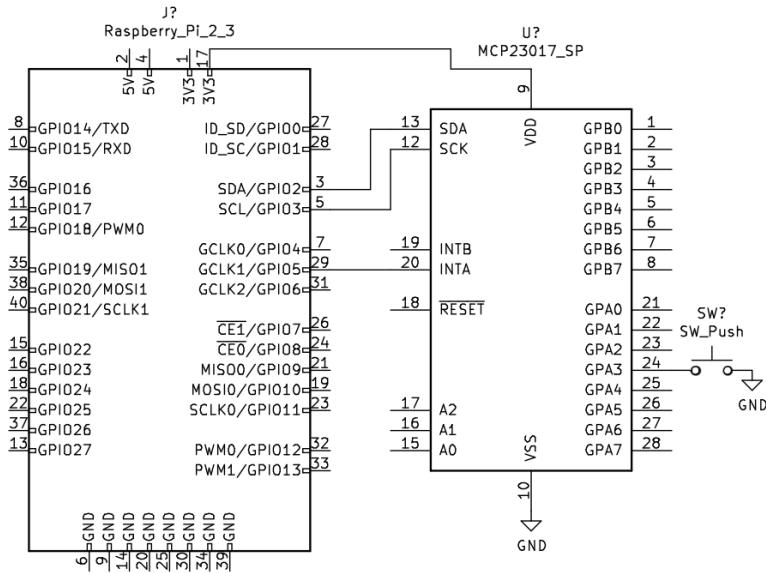 J?
Raspberry_Pi_2_3
U?
MCP23017_SP
2 4 1 17
5V 5V 3V3 3V3
9
VDD
8 GPIO14/TXD ID_SD/GPIO0 27
10 GPIO15/RXD ID_SC/GPIO1 28
36 GPIO16 SDA/GPIO2 3
11 GPIO17 SCL/GPIO3 5
12 GPIO18/PWM0
GCLK0/GPIO4 7
35 GPIO19/MISO1 GCLK1/GPIO5 29
38 GPIO20/MOSI1 GCLK2/GPIO6 31
40 GPIO21/SCLK1
CE1/GPIO7 26
15 GPIO22 CE0/GPIO8 24
16 GPIO23 MISO0/GPIO9 21
18 GPIO24 MOSI0/GPIO10 19
22 GPIO25 SCLK0/GPIO11 23
37 GPIO26
13 GPIO27 PWM0/GPIO12 32
PWM1/GPIO13 33
GND GND GND GND GND GND GND GND
6 9 14 20 25 30 34 39
13 SDA GPB0 1
12 SCK GPB1 2
GPB2 3
GPB3 4
GPB4 5
GPB5 6
19 INTB GPB6 7
20 INTA GPB7 8
18 RESET GPA0 21
GPA1 22
GPA2 23
GPA3 24
GPA4 25
17 A2 GPA5 26
16 A1 GPA6 27
15 A0 GPA7 28
VSS
10
GND
SW?
SW_Push
GND